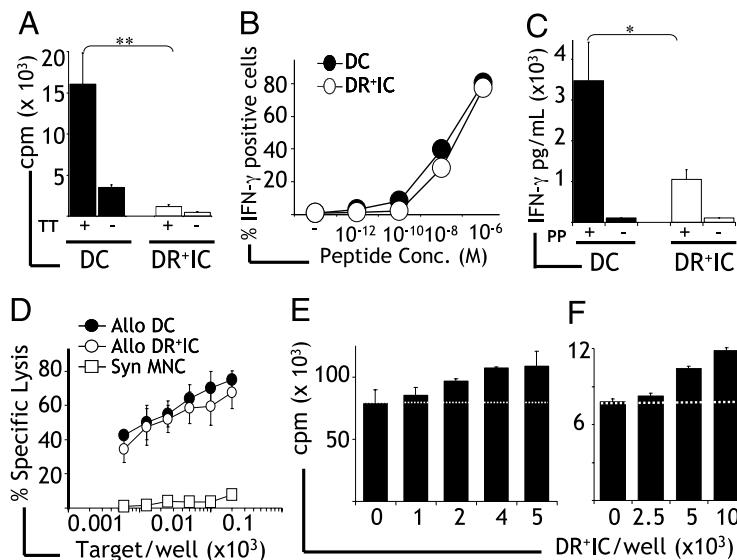 A
cpm (x 10³)
20
15
10
5
0
**
TT
+ - + -
DC DR⁺IC
B
% IFN-γ positive cells
80
60
40
20
DC
DR⁺IC
- 10⁻¹² 10⁻¹⁰ 10⁻⁸ 10⁻⁶
Peptide Conc. (M)
C
IFN-γ pg/mL (x10³)
4
3
2
1
*
PP
+ - + -
DC DR⁺IC
D
% Specific Lysis
80
60
40
20
0
Allo DC
Allo DR⁺IC
Syn MNC
0.001 0.01 0.1
Target/well (x10³)
E
cpm (x 10³)
100
50
0 1 2 4 5
F
12
6
0 2.5 5 10
DR⁺IC/well (x10³)